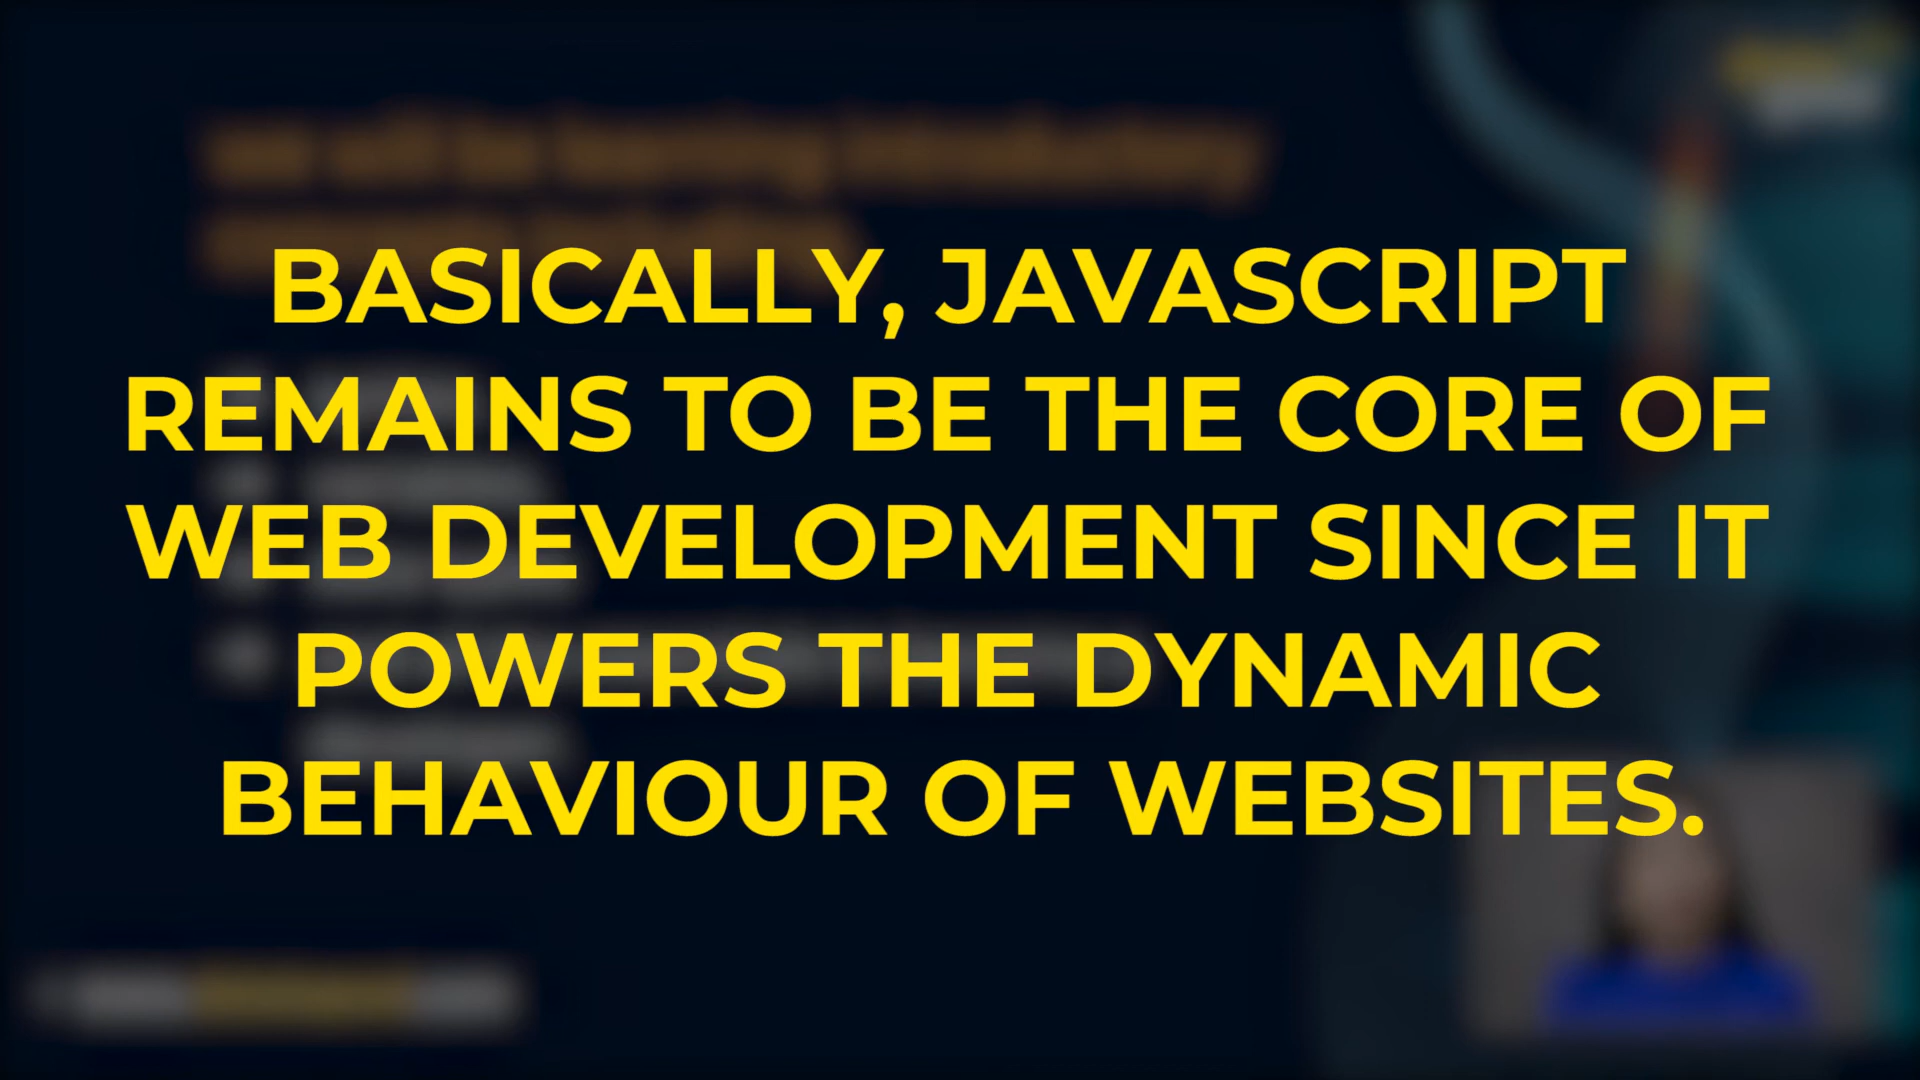 BASICALLY, JAVASCRIPT
REMAINS TO BE THE CORE OF
WEB DEVELOPMENT SINCE IT
POWERS THE DYNAMIC
BEHAVIOUR OF WEBSITES.